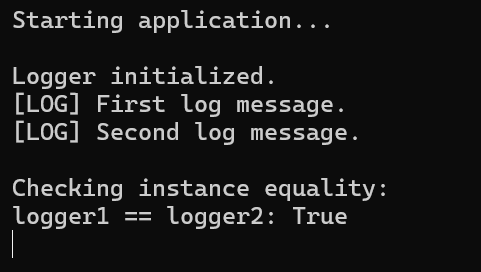 Starting application...
Logger initialized.
[LOG] First log message.
[LOG] Second log message.
Checking instance equality:
logger1 == logger2: True